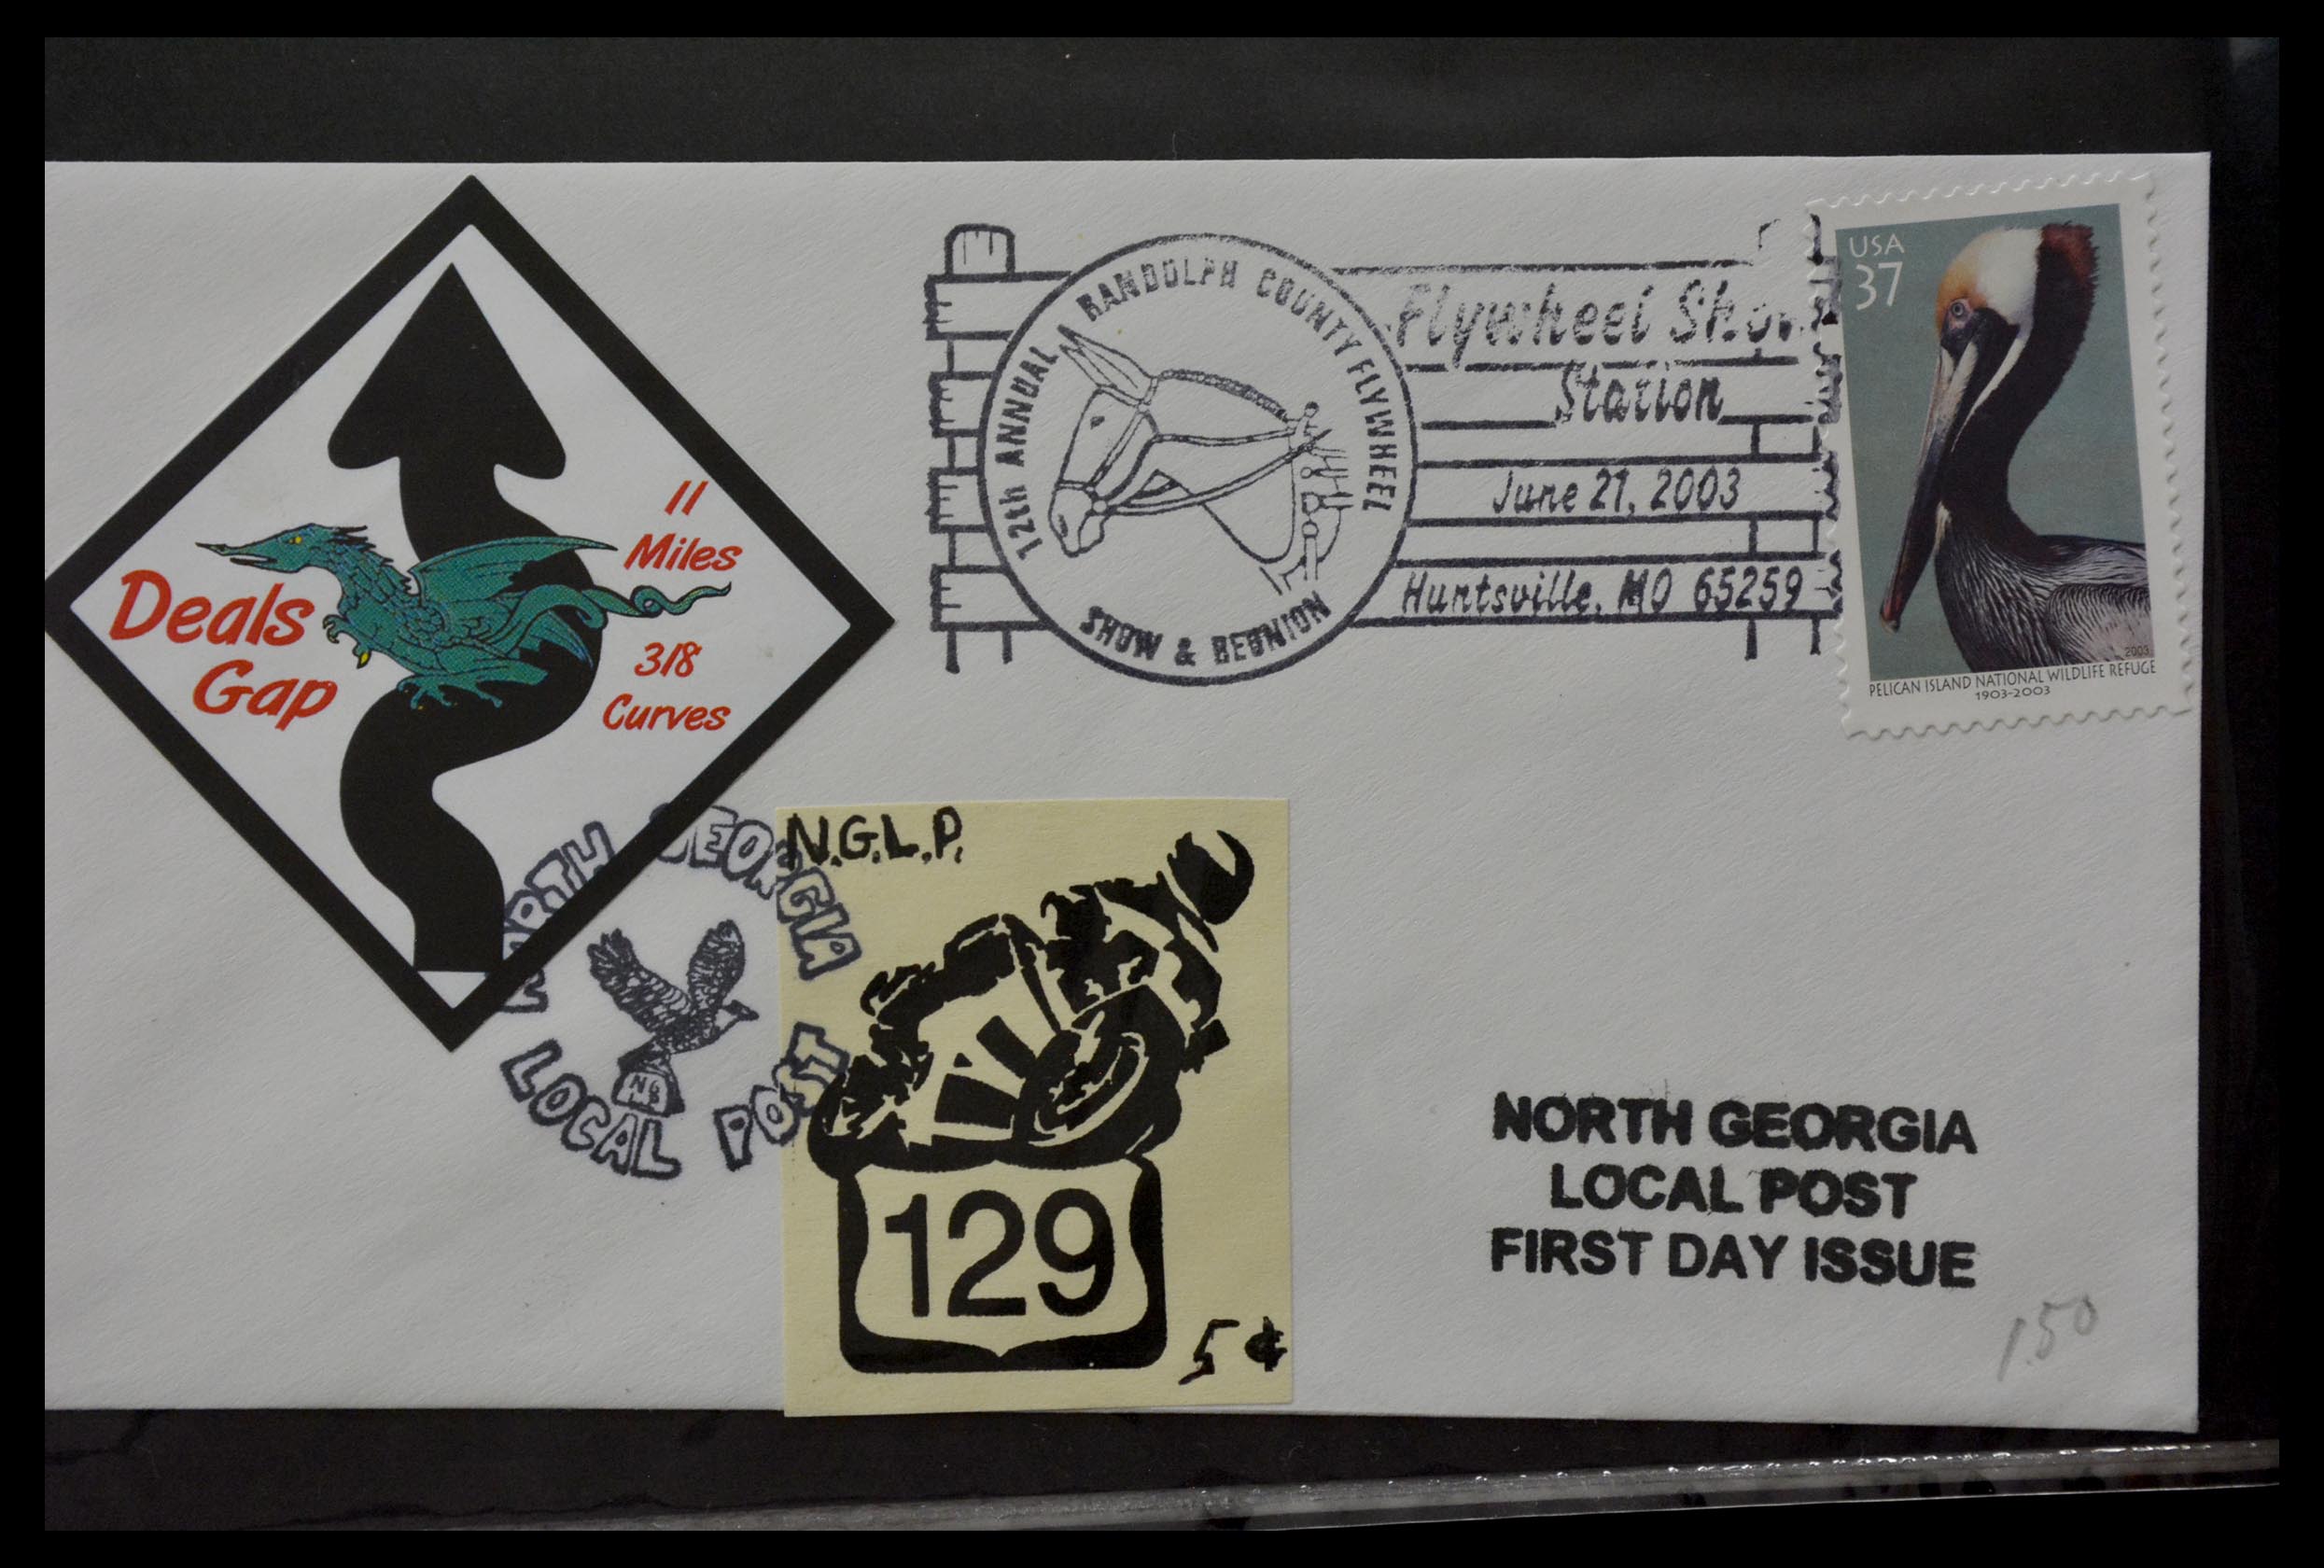 Deals
Gap
11
Miles
318
Curves
12th ANNUAL RANDOLPH COUNTY FLYWHEEL
SHOW & REUNION
Flywheel Show
Station
June 21, 2003
Huntsville, MO 65259
USA
37
2003
PELICAN ISLAND NATIONAL WILDLIFE REFUGE
1903-2003
NORTH GEORGIA
LOCAL POST
NG
N.G.L.P.
129
5¢
NORTH GEORGIA
LOCAL POST
FIRST DAY ISSUE
1.50